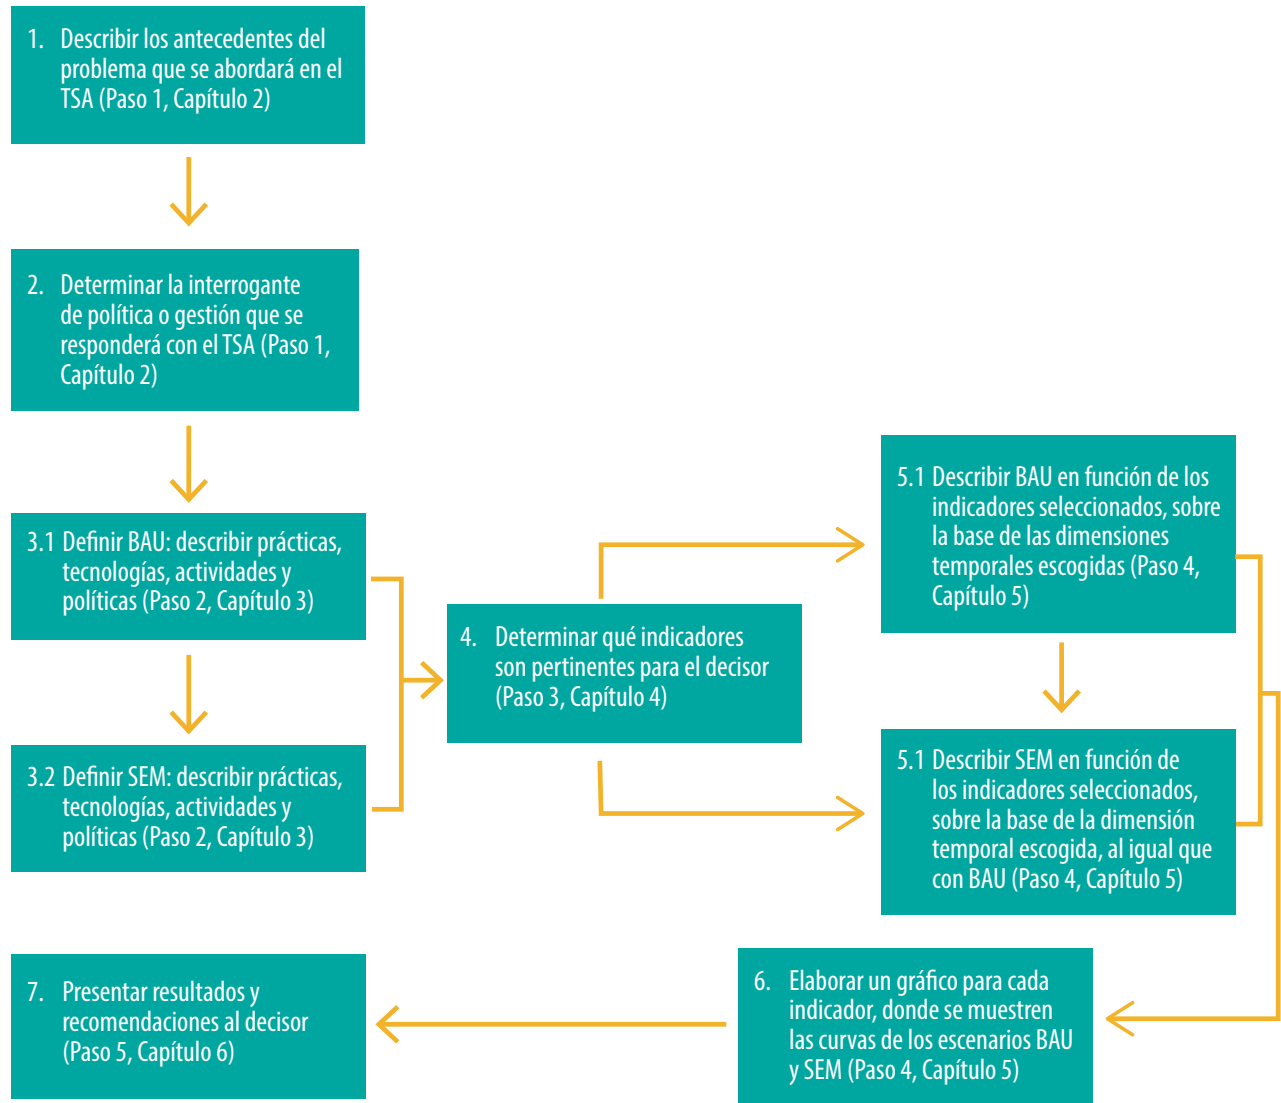 1. Describir los antecedentes del
problema que se abordará en el
TSA (Paso 1, Capítulo 2)
2. Determinar la interrogante
de política o gestión que se
responderá con el TSA (Paso 1,
Capítulo 2)
3.1 Definir BAU: describir prácticas,
tecnologías, actividades y
políticas (Paso 2, Capítulo 3)
3.2 Definir SEM: describir prácticas,
tecnologías, actividades y
políticas (Paso 2, Capítulo 3)
4. Determinar qué indicadores
son pertinentes para el decisor
(Paso 3, Capítulo 4)
5.1 Describir BAU en función de los
indicadores seleccionados, sobre
la base de las dimensiones
temporales escogidas (Paso 4,
Capítulo 5)
5.1 Describir SEM en función de
los indicadores seleccionados,
sobre la base de la dimensión
temporal escogida, al igual que
con BAU (Paso 4, Capítulo 5)
6. Elaborar un gráfico para cada
indicador, donde se muestren
las curvas de los escenarios BAU
y SEM (Paso 4, Capítulo 5)
7. Presentar resultados y
recomendaciones al decisor
(Paso 5, Capítulo 6)